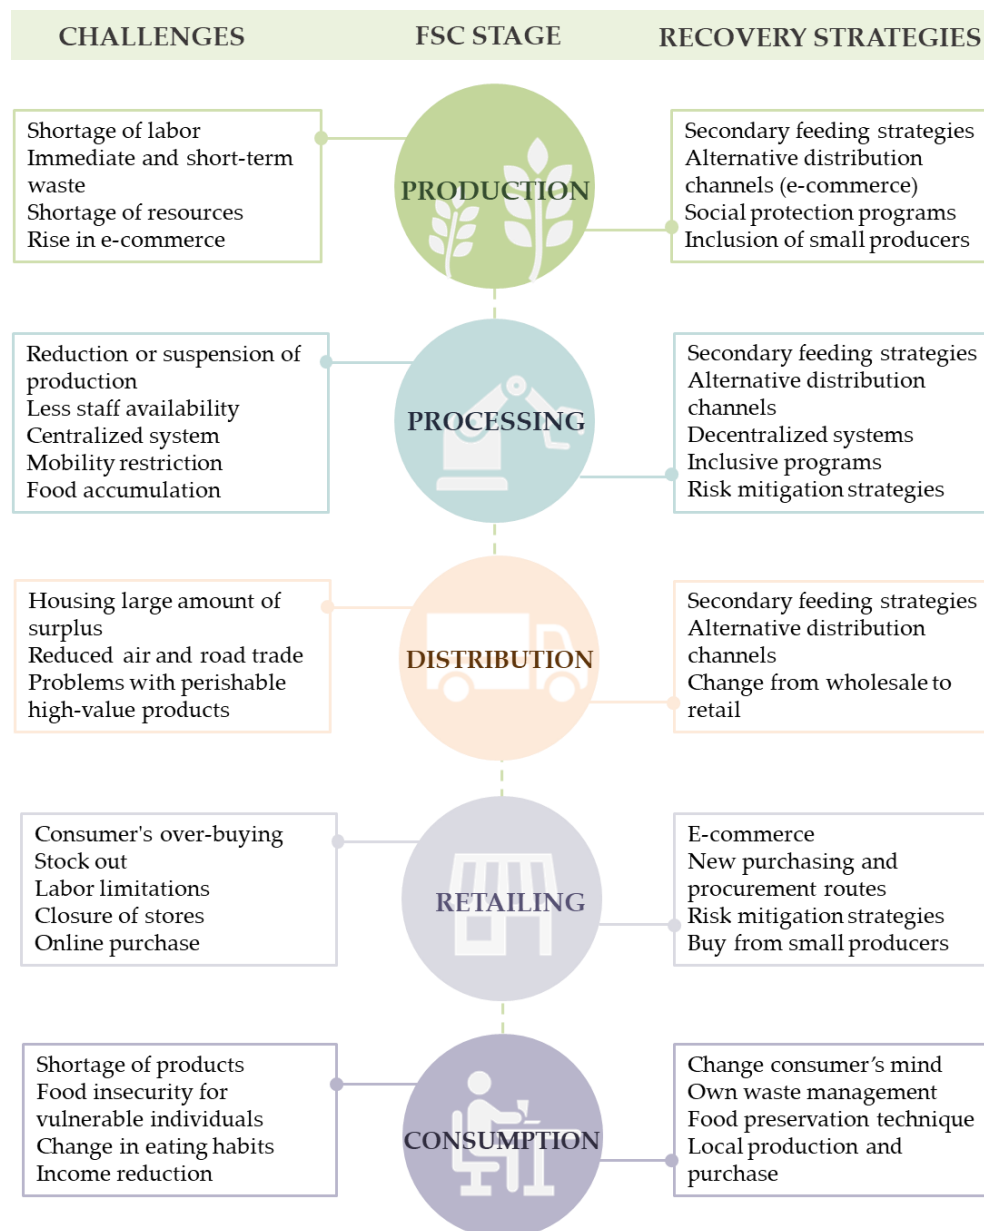 CHALLENGES
FSC STAGE
RECOVERY STRATEGIES
Shortage of labor
Immediate and short-term
waste
Shortage of resources
Rise in e-commerce
PRODUCTION
Secondary feeding strategies
Alternative distribution
channels (e-commerce)
Social protection programs
Inclusion of small producers
Reduction or suspension of
production
Less staff availability
Centralized system
Mobility restriction
Food accumulation
PROCESSING
Secondary feeding strategies
Alternative distribution
channels
Decentralized systems
Inclusive programs
Risk mitigation strategies
Housing large amount of
surplus
Reduced air and road trade
Problems with perishable
high-value products
DISTRIBUTION
Secondary feeding strategies
Alternative distribution
channels
Change from wholesale to
retail
Consumer's over-buying
Stock out
Labor limitations
Closure of stores
Online purchase
RETAILING
E-commerce
New purchasing and
procurement routes
Risk mitigation strategies
Buy from small producers
Shortage of products
Food insecurity for
vulnerable individuals
Change in eating habits
Income reduction
CONSUMPTION
Change consumer’s mind
Own waste management
Food preservation technique
Local production and
purchase